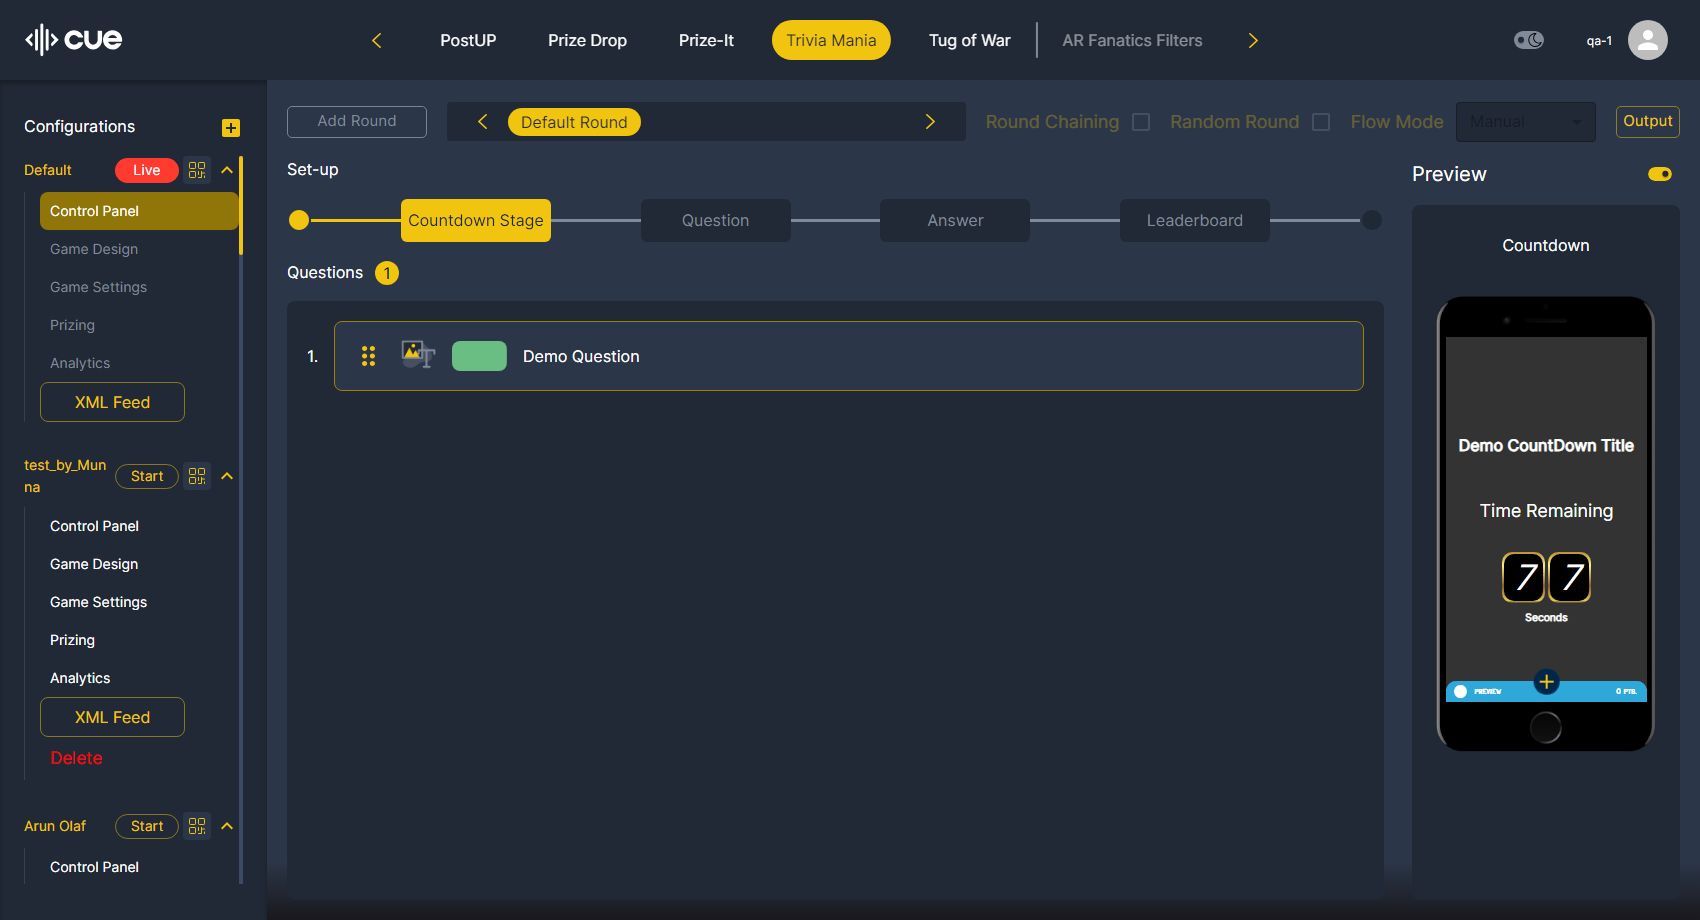 cue
PostUP
Prize Drop
Prize-It
Trivia Mania
Tug of War
AR Fanatics Filters
qa-1
Configurations
Default
Live
Control Panel
Game Design
Game Settings
Prizing
Analytics
XML Feed
test_by_Mun
na
Start
Control Panel
Game Design
Game Settings
Prizing
Analytics
XML Feed
Delete
Arun Olaf
Start
Control Panel
Add Round
Default Round
Round Chaining
Random Round
Flow Mode
Manual
Output
Set-up
Countdown Stage
Question
Answer
Leaderboard
Questions 1
1. Demo Question
Preview
Countdown
Demo CountDown Title
Time Remaining
7 7
Seconds
PREVIEW
0 PTS.